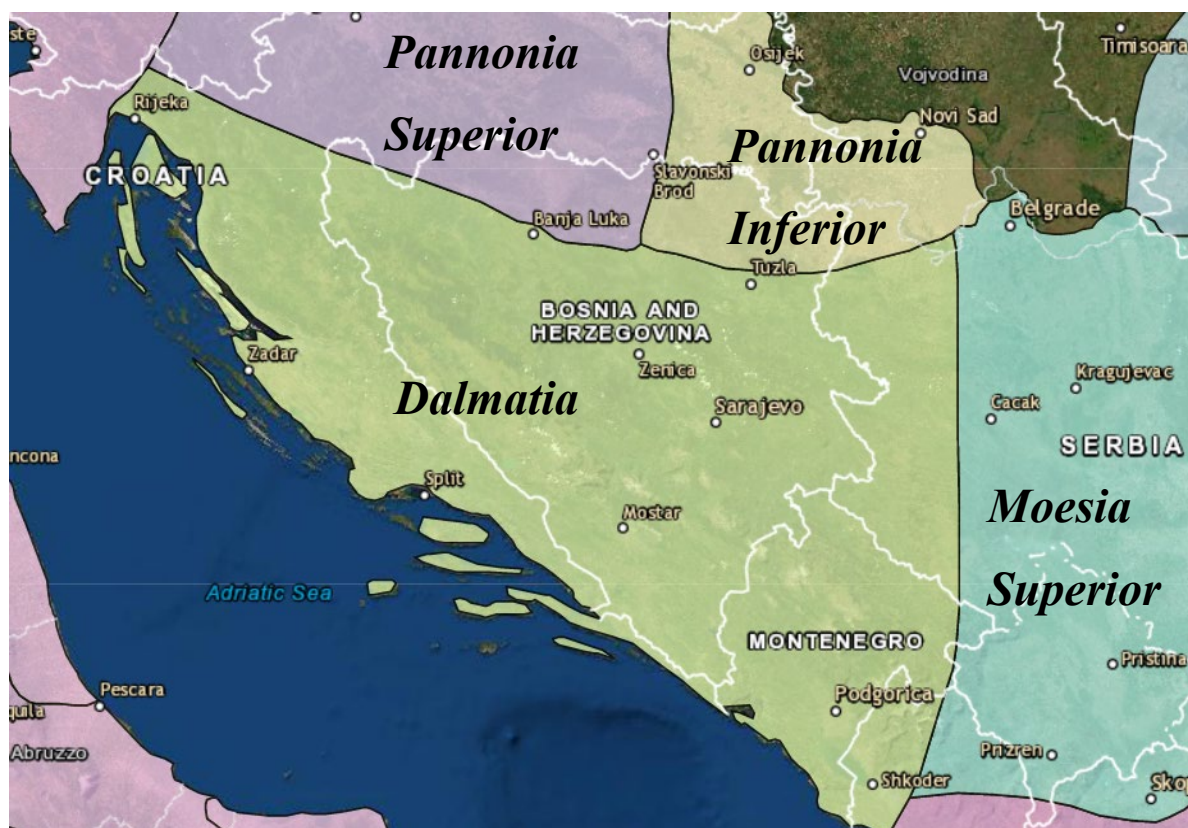 ste
Pannonia
Superior
Osijek
Timisoara
Vojvodina
Rijeka
Novi Sad
CROATIA
Pannonia
Inferior
Slavonski
Brod
Banja Luka
Belgrade
Tuzla
BOSNIA AND
HERZEGOVINA
Zenica
Zadar
Dalmatia
Sarajevo
Kragujevac
Cacak
SERBIA
ncona
Split
Mostar
Moesia
Superior
Adriatic Sea
MONTENEGRO
Pristina
Pescara
Podgorica
quila
Abruzzo
Prizren
Shkoder
Skop